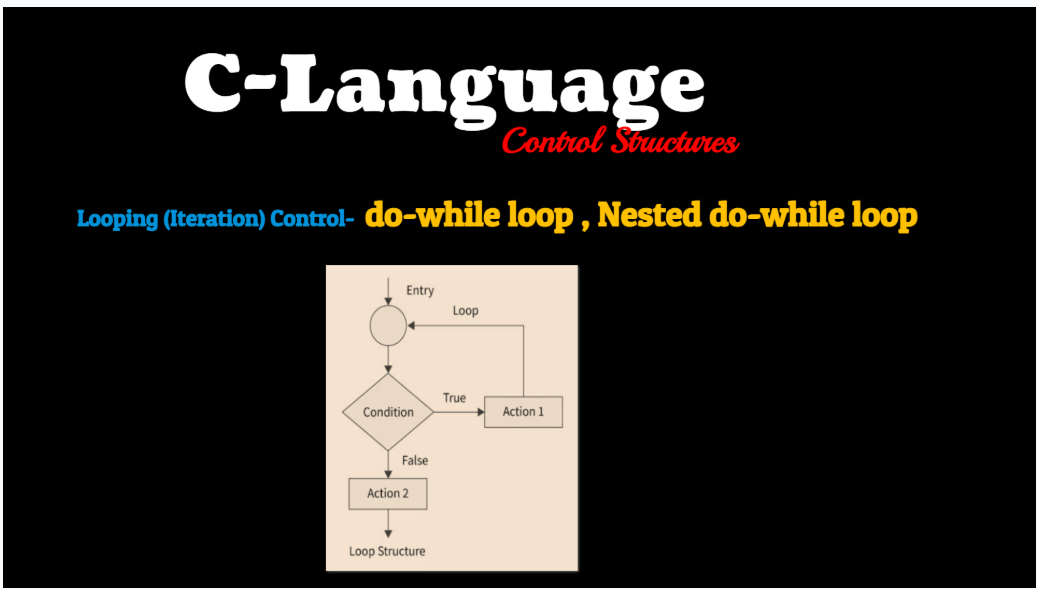 C-Language
Control Structures
Looping (Iteration) Control- do-while loop , Nested do-while loop
Entry
Loop
True
Condition
Action 1
False
Action 2
Loop Structure